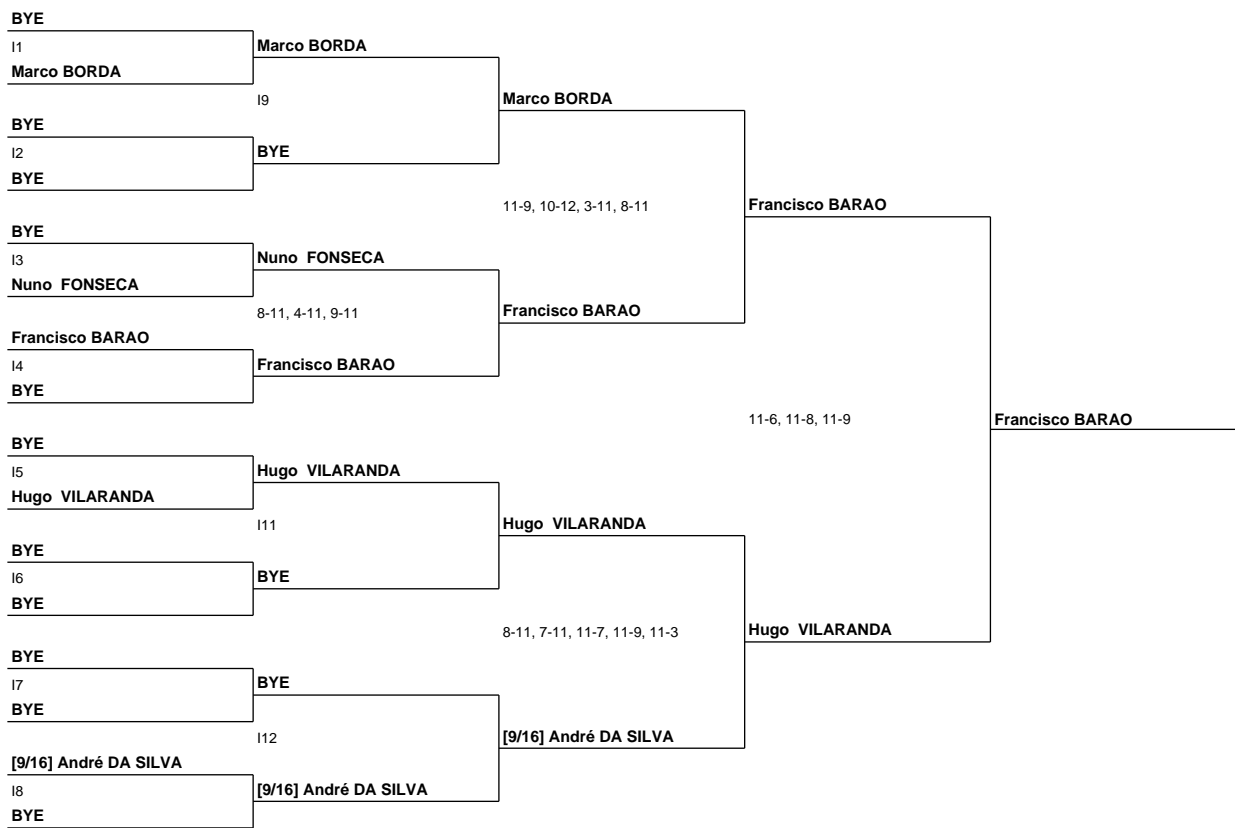 BYE
I1
Marco BORDA
Marco BORDA
I9
Marco BORDA
BYE
I2
BYE
BYE
11-9, 10-12, 3-11, 8-11
Francisco BARAO
BYE
I3
Nuno  FONSECA
Nuno  FONSECA
8-11, 4-11, 9-11
Francisco BARAO
Francisco BARAO
I4
BYE
Francisco BARAO
11-6, 11-8, 11-9
Francisco BARAO
BYE
I5
Hugo  VILARANDA
Hugo  VILARANDA
I11
Hugo  VILARANDA
BYE
I6
BYE
BYE
8-11, 7-11, 11-7, 11-9, 11-3
Hugo  VILARANDA
BYE
I7
BYE
BYE
I12
[9/16] André DA SILVA
[9/16] André DA SILVA
I8
BYE
[9/16] André DA SILVA